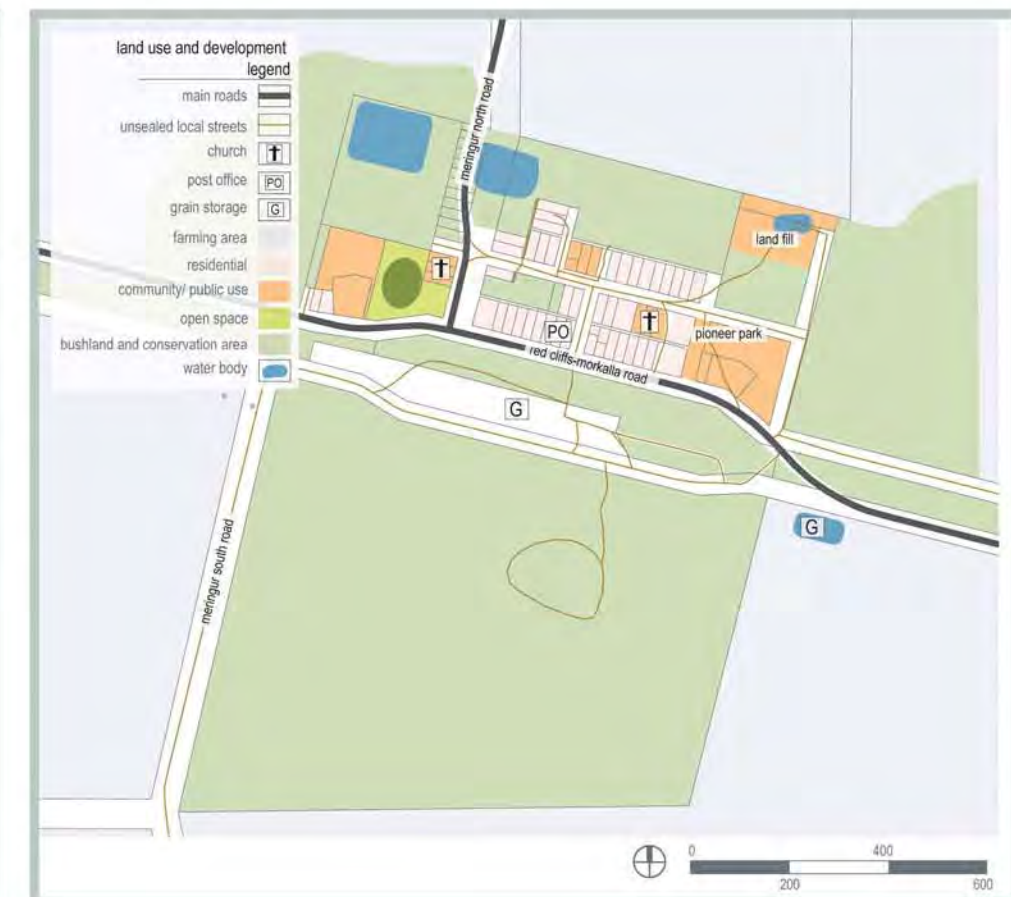 land use and development
legend
main roads
unsealed local streets
church
post office
PO
grain storage
G
farming area
residential
community/ public use
open space
bushland and conservation area
water body
meringur north road
land fill
pioneer park
PO
red cliffs-morkalla road
G
G
meringur south road
0
400
200
600